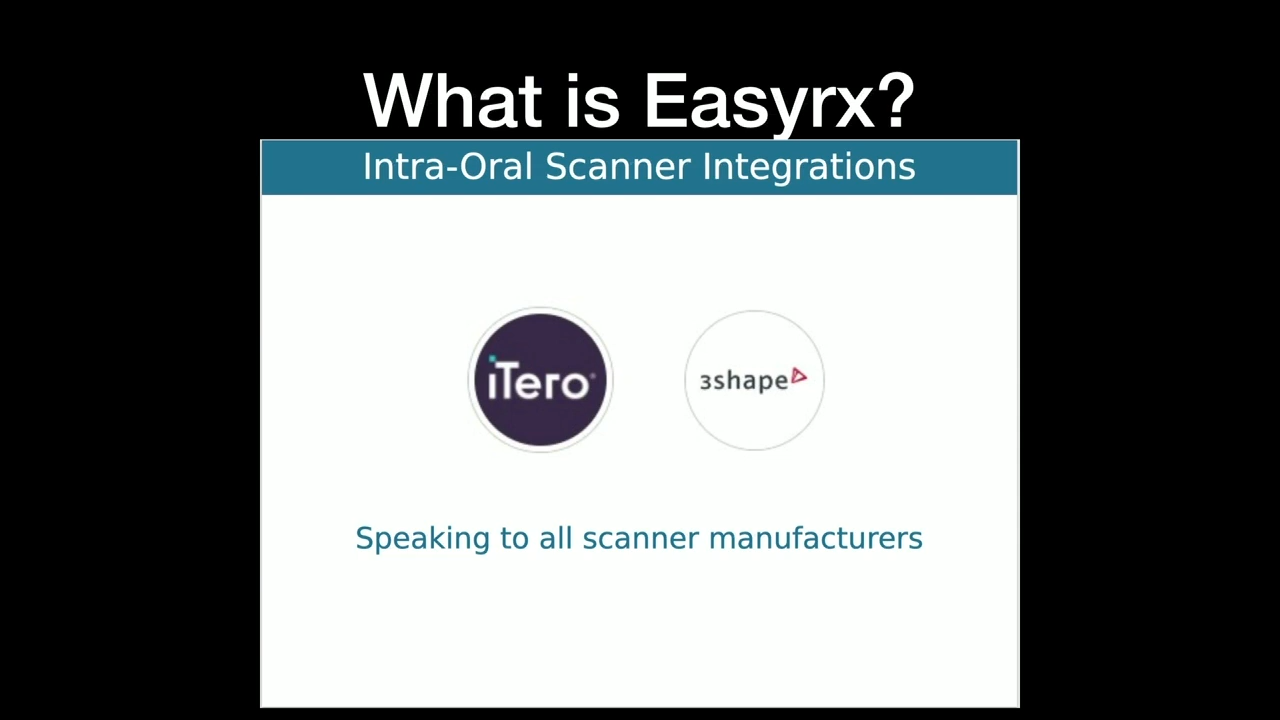 What is Easyrx?
Intra-Oral Scanner Integrations
iTero®
3shape
Speaking to all scanner manufacturers